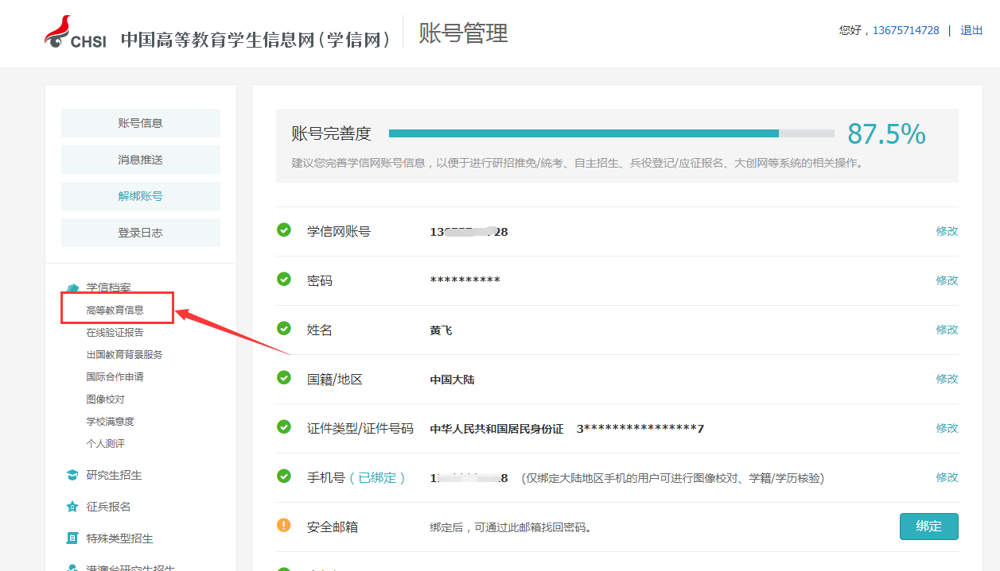 CHSI 中国高等教育学生信息网(学信网) 账号管理
您好，13675714728 | 退出
账号信息
消息推送
解绑账号
登录日志
学信档案
高等教育信息
在线验证报告
出国教育背景服务
国际合作申请
图像校对
学校满意度
个人测评
研究生招生
征兵报名
特殊类型招生
港澳台研究生招生
账号完善度 87.5%
建议您完善学信网账号信息，以便于进行研招推免/统考、自主招生、兵役登记/应征报名、大创网等系统的相关操作。
学信网账号 修改
密码 ********** 修改
姓名 黄飞 修改
国籍/地区 中国大陆 修改
证件类型/证件号码 中华人民共和国居民身份证 3****************7 修改
手机号（已绑定） (仅绑定大陆地区手机的用户可进行图像校对、学籍/学历核验) 修改
安全邮箱 绑定后，可通过此邮箱找回密码。 绑定